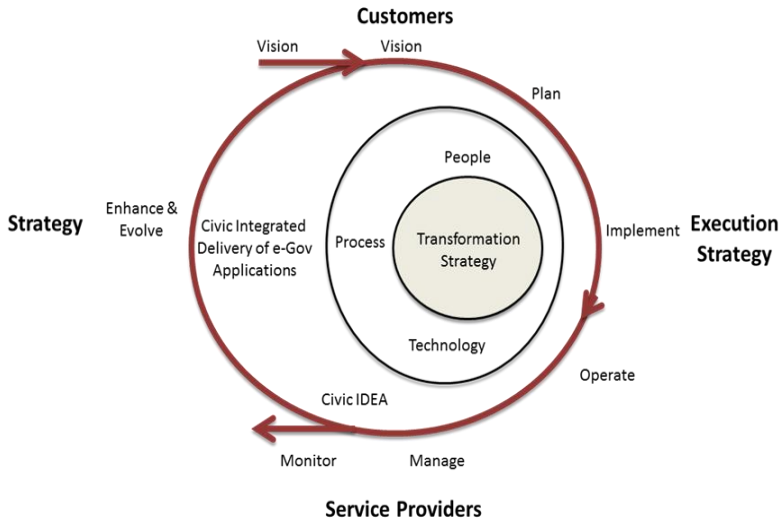 Customers
Vision
Vision
Plan
People
Enhance &
Evolve
Strategy
Civic Integrated
Delivery of e-Gov
Applications
Process
Transformation
Strategy
Implement
Execution
Strategy
Technology
Operate
Civic IDEA
Monitor
Manage
Service Providers